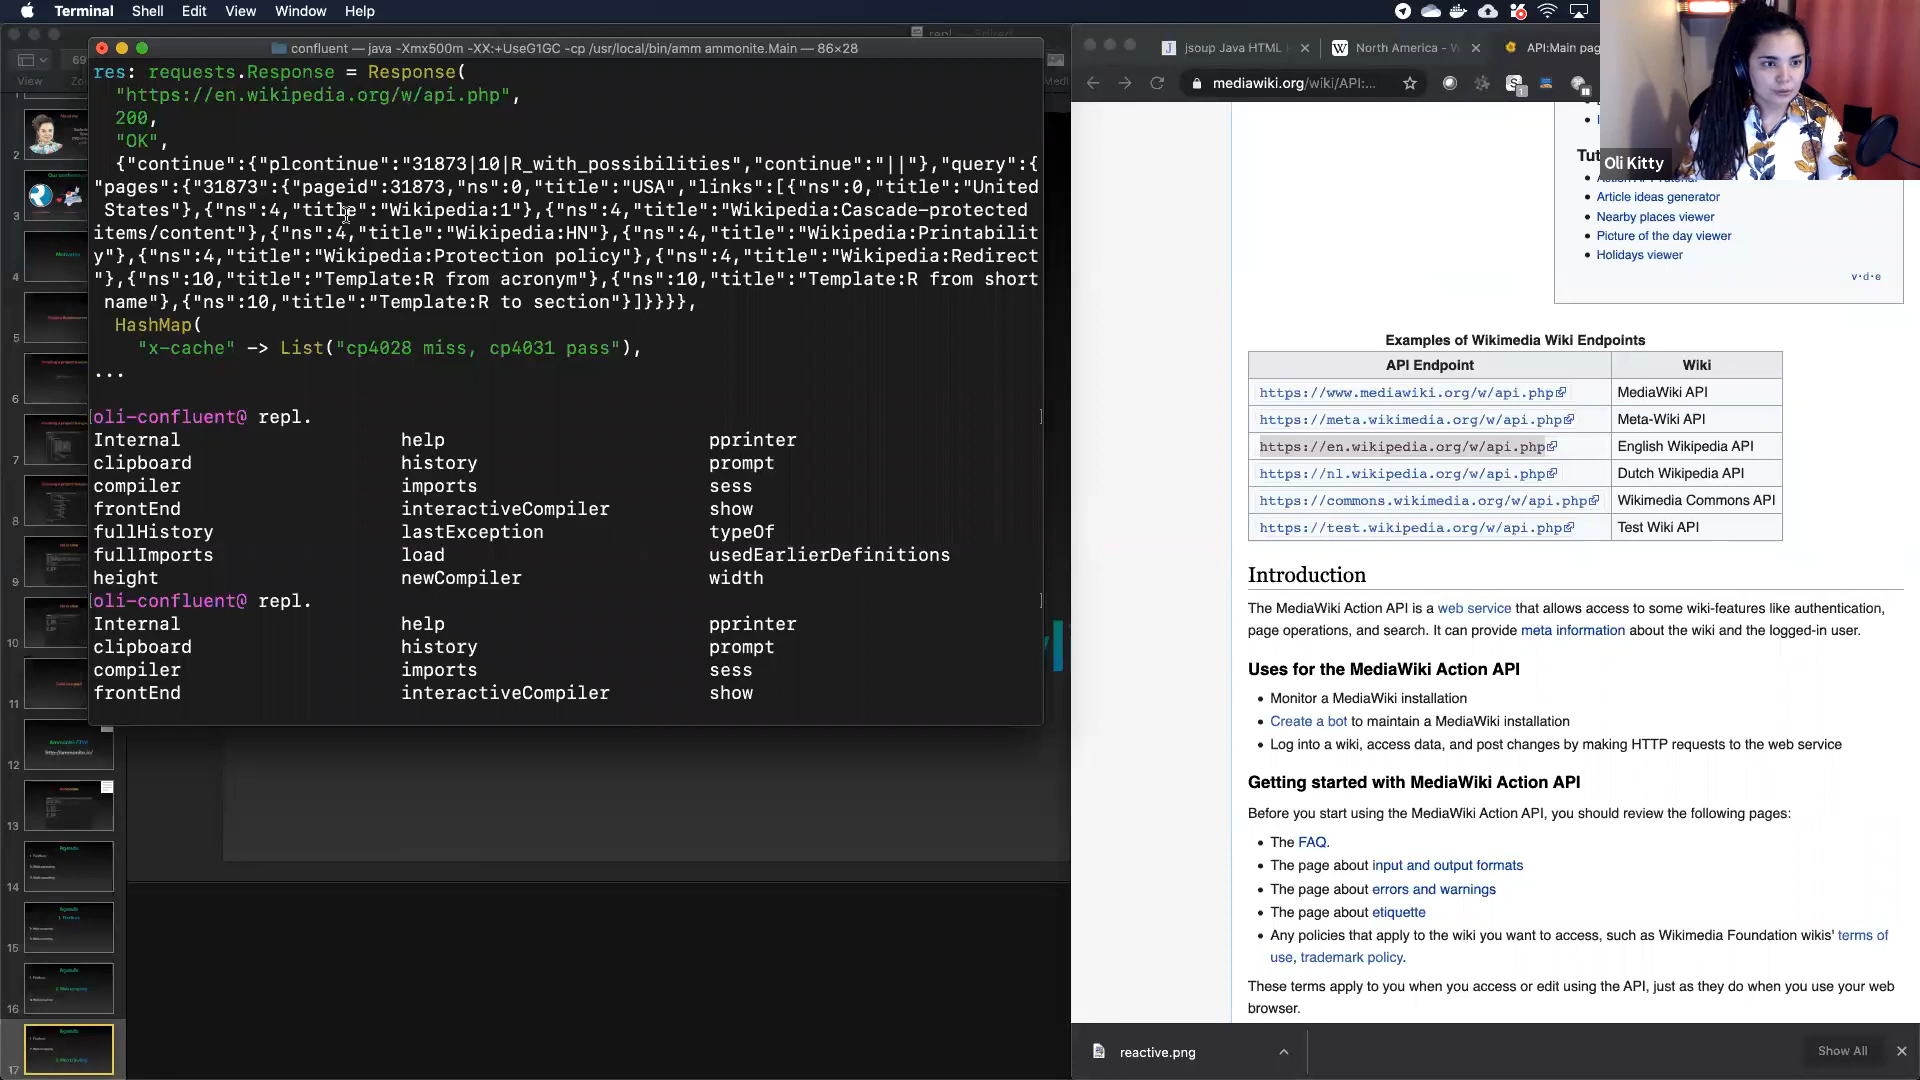 Terminal Shell Edit View Window Help
confluent — java -Xmx500m -XX:+UseG1GC -cp /usr/local/bin/amm ammonite.Main — 86×28
res: requests.Response = Response(
"https://en.wikipedia.org/w/api.php",
200,
"OK",
{"continue":{"plcontinue":"31873|10|R_with_possibilities","continue":"||"},"query":{
"pages":{"31873":{"pageid":31873,"ns":0,"title":"USA","links":[{"ns":0,"title":"United
States"},{"ns":4,"title":"Wikipedia:1"},{"ns":4,"title":"Wikipedia:Cascade-protected
items/content"},{"ns":4,"title":"Wikipedia:HN"},{"ns":4,"title":"Wikipedia:Printabilit
y"},{"ns":4,"title":"Wikipedia:Protection policy"},{"ns":4,"title":"Wikipedia:Redirect
"},{"ns":10,"title":"Template:R from acronym"},{"ns":10,"title":"Template:R from short
name"},{"ns":10,"title":"Template:R to section"}]}}}},
HashMap(
"x-cache" -> List("cp4028 miss, cp4031 pass"),
...
oli-confluent@ repl.
Internal help pprinter
clipboard history prompt
compiler imports sess
frontEnd interactiveCompiler show
fullHistory lastException typeOf
fullImports load usedEarlierDefinitions
height newCompiler width
oli-confluent@ repl.
Internal help pprinter
clipboard history prompt
compiler imports sess
frontEnd interactiveCompiler show
View
2
3
4
5
6
7
8
9
10
11
12
13
14
15
16
17
jsoup Java HTML
North America - W
API:Main pag
mediawiki.org/wiki/API:...
Oli Kitty
Article ideas generator
Nearby places viewer
Picture of the day viewer
Holidays viewer
v·d·e
Examples of Wikimedia Wiki Endpoints
API Endpoint Wiki
https://www.mediawiki.org/w/api.php MediaWiki API
https://meta.wikimedia.org/w/api.php Meta-Wiki API
https://en.wikipedia.org/w/api.php English Wikipedia API
https://nl.wikipedia.org/w/api.php Dutch Wikipedia API
https://commons.wikimedia.org/w/api.php Wikimedia Commons API
https://test.wikipedia.org/w/api.php Test Wiki API
Introduction
The MediaWiki Action API is a web service that allows access to some wiki-features like authentication,
page operations, and search. It can provide meta information about the wiki and the logged-in user.
Uses for the MediaWiki Action API
Monitor a MediaWiki installation
Create a bot to maintain a MediaWiki installation
Log into a wiki, access data, and post changes by making HTTP requests to the web service
Getting started with MediaWiki Action API
Before you start using the MediaWiki Action API, you should review the following pages:
The FAQ.
The page about input and output formats
The page about errors and warnings
The page about etiquette
Any policies that apply to the wiki you want to access, such as Wikimedia Foundation wikis' terms of
use, trademark policy.
These terms apply to you when you access or edit using the API, just as they do when you use your web
browser.
reactive.png
Show All